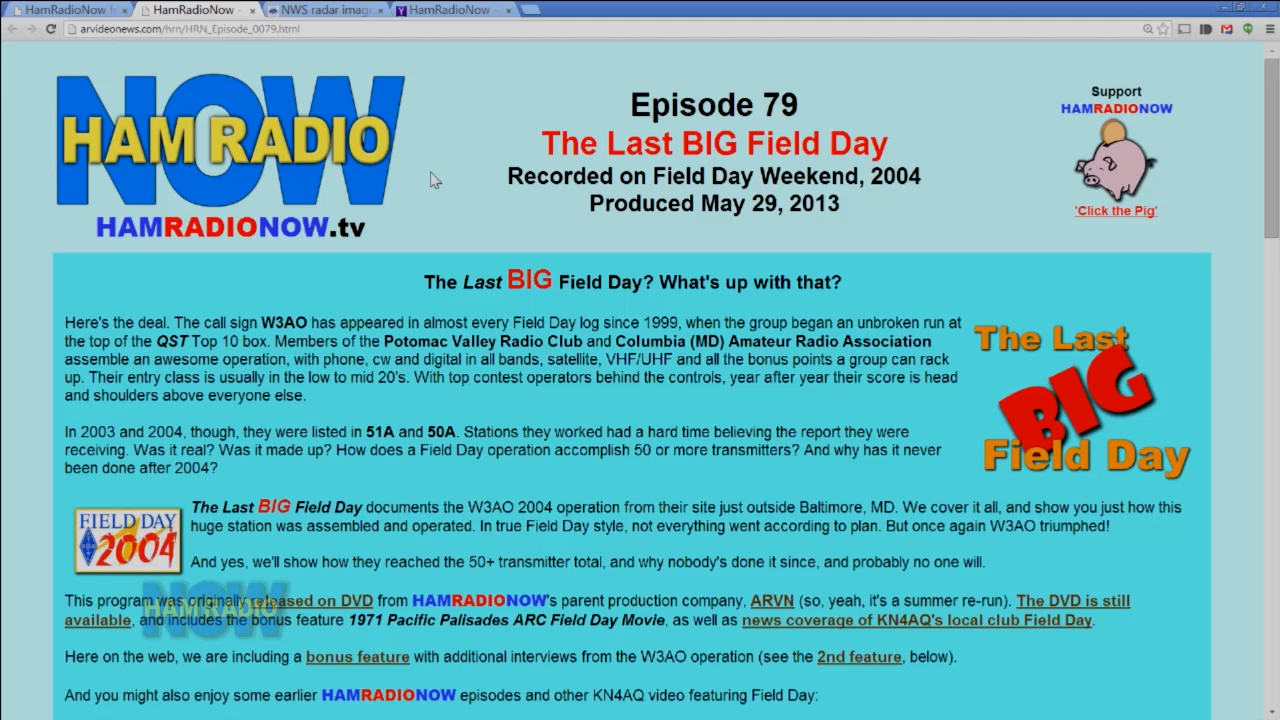 HamRadioNow f
HamRadioNow -
NWS radar imag
HamRadioNow -
arvideonews.com/hrn/HRN_Episode_0079.html
NOW
HAM RADIO
HAMRADIONOW.tv
Episode 79
The Last BIG Field Day
Recorded on Field Day Weekend, 2004
Produced May 29, 2013
Support
HAMRADIONOW
'Click the Pig'
The Last BIG Field Day? What's up with that?
Here's the deal. The call sign W3AO has appeared in almost every Field Day log since 1999, when the group began an unbroken run at
the top of the QST Top 10 box. Members of the Potomac Valley Radio Club and Columbia (MD) Amateur Radio Association
assemble an awesome operation, with phone, cw and digital in all bands, satellite, VHF/UHF and all the bonus points a group can rack
up. Their entry class is usually in the low to mid 20's. With top contest operators behind the controls, year after year their score is head
and shoulders above everyone else.
The Last
BIG
Field Day
In 2003 and 2004, though, they were listed in 51A and 50A. Stations they worked had a hard time believing the report they were
receiving. Was it real? Was it made up? How does a Field Day operation accomplish 50 or more transmitters? And why has it never
been done after 2004?
FIELD DAY
2004
The Last BIG Field Day documents the W3AO 2004 operation from their site just outside Baltimore, MD. We cover it all, and show you just how this
huge station was assembled and operated. In true Field Day style, not everything went according to plan. But once again W3AO triumphed!
And yes, we'll show how they reached the 50+ transmitter total, and why nobody's done it since, and probably no one will.
This program was originally released on DVD from HAMRADIONOW's parent production company, ARVN (so, yeah, it's a summer re-run). The DVD is still
available, and includes the bonus feature 1971 Pacific Palisades ARC Field Day Movie, as well as news coverage of KN4AQ's local club Field Day.
NOW
HAM RADIO
Here on the web, we are including a bonus feature with additional interviews from the W3AO operation (see the 2nd feature, below).
And you might also enjoy some earlier HAMRADIONOW episodes and other KN4AQ video featuring Field Day: